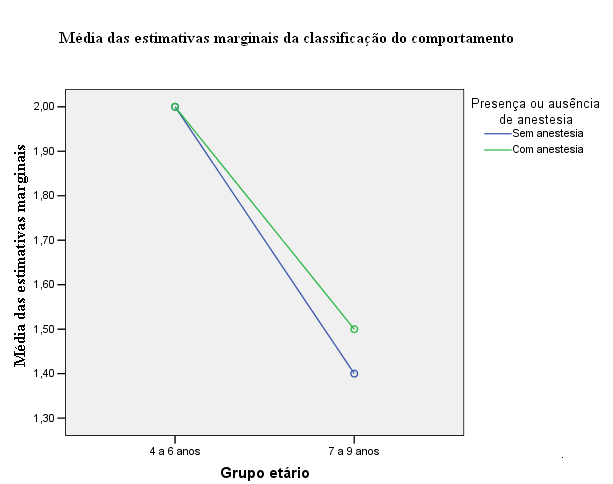 Média das estimativas marginais da classificação do comportamento
Média das estimativas marginais
2,00
1,90
1,80
1,70
1,60
1,50
1,40
1,30
4 a 6 anos
7 a 9 anos
Grupo etário
Presença ou ausência
de anestesia
Sem anestesia
Com anestesia